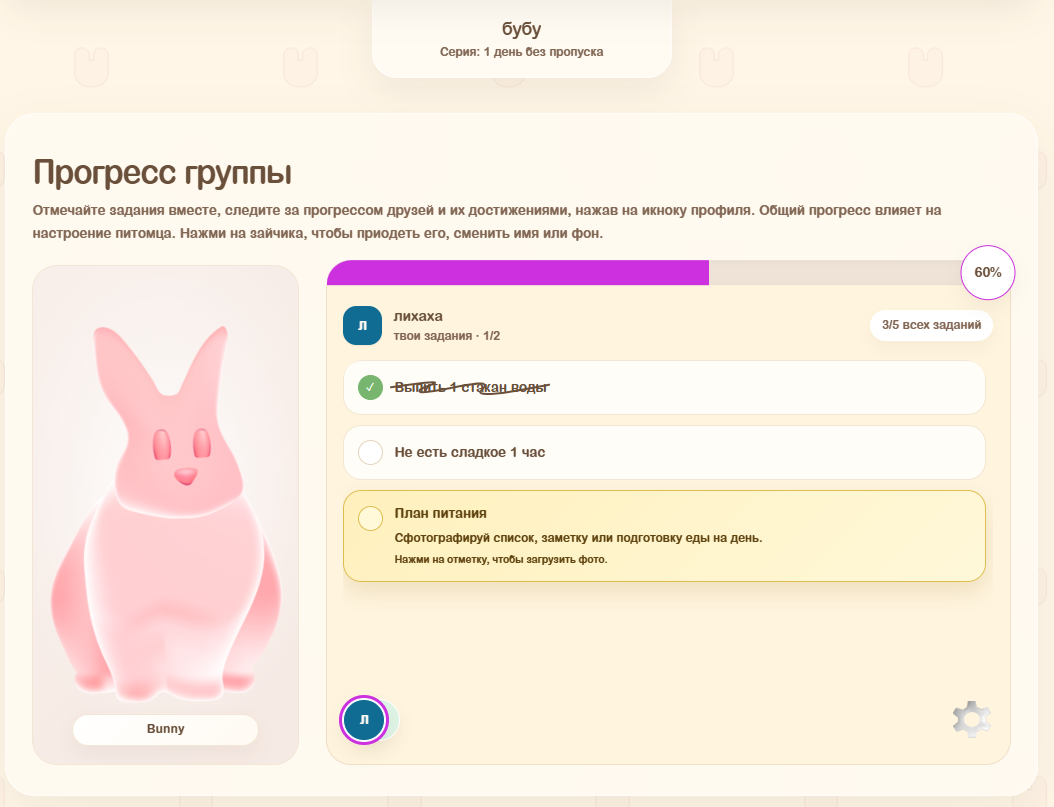 бубу
Серия: 1 день без пропуска
Прогресс группы
Отмечайте задания вместе, следите за прогрессом друзей и их достижениями, нажав на икноку профиля. Общий прогресс влияет на
настроение питомца. Нажми на зайчика, чтобы приодеть его, сменить имя или фон.
60%
Л
лихаха
твои задания · 1/2
3/5 всех заданий
✓ Выпить 1 стакан воды
Не есть сладкое 1 час
План питания
Сфотографируй список, заметку или подготовку еды на день.
Нажми на отметку, чтобы загрузить фото.
Л
Bunny